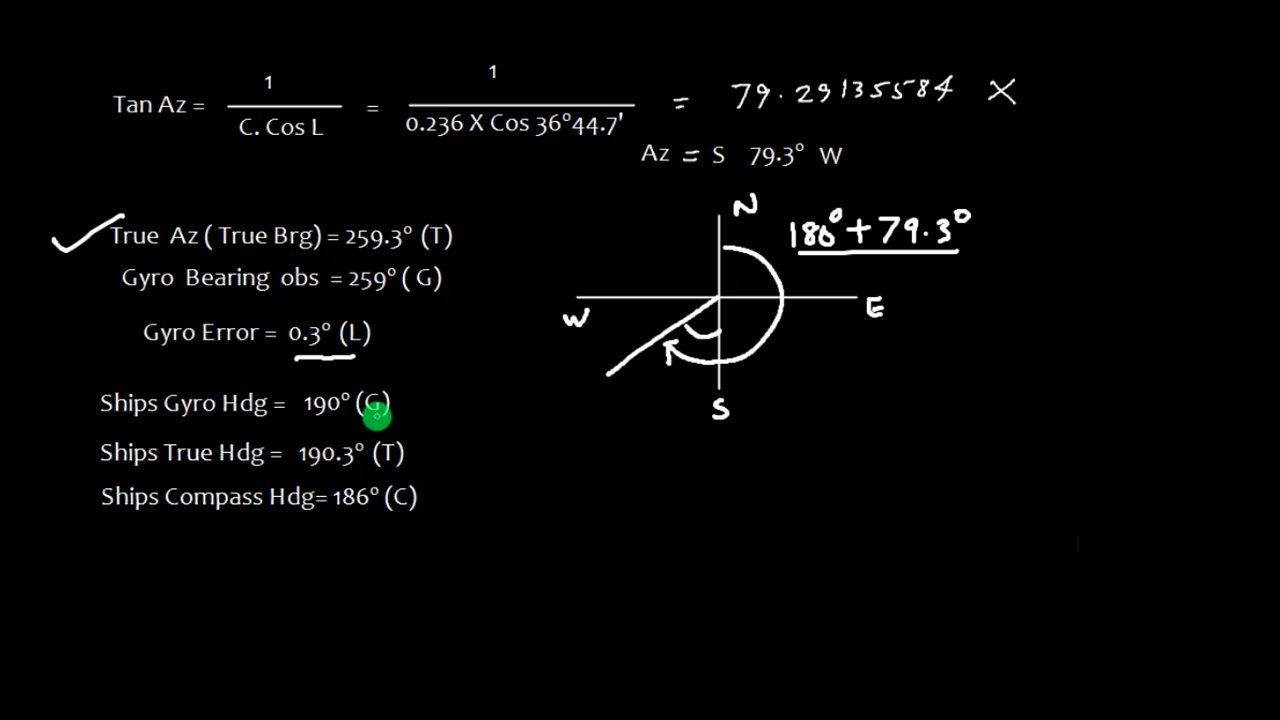 Tan Az = 1 / C. Cos L = 1 / 0.236 X Cos 36°44.7' = 79.29135584 X
Az = S 79.3° W
True Az ( True Brg) = 259.3° (T)
Gyro Bearing obs = 259° ( G)
Gyro Error = 0.3° (L)
Ships Gyro Hdg = 190° (G)
Ships True Hdg = 190.3° (T)
Ships Compass Hdg= 186° (C)
N
180° + 79.3°
W
E
S